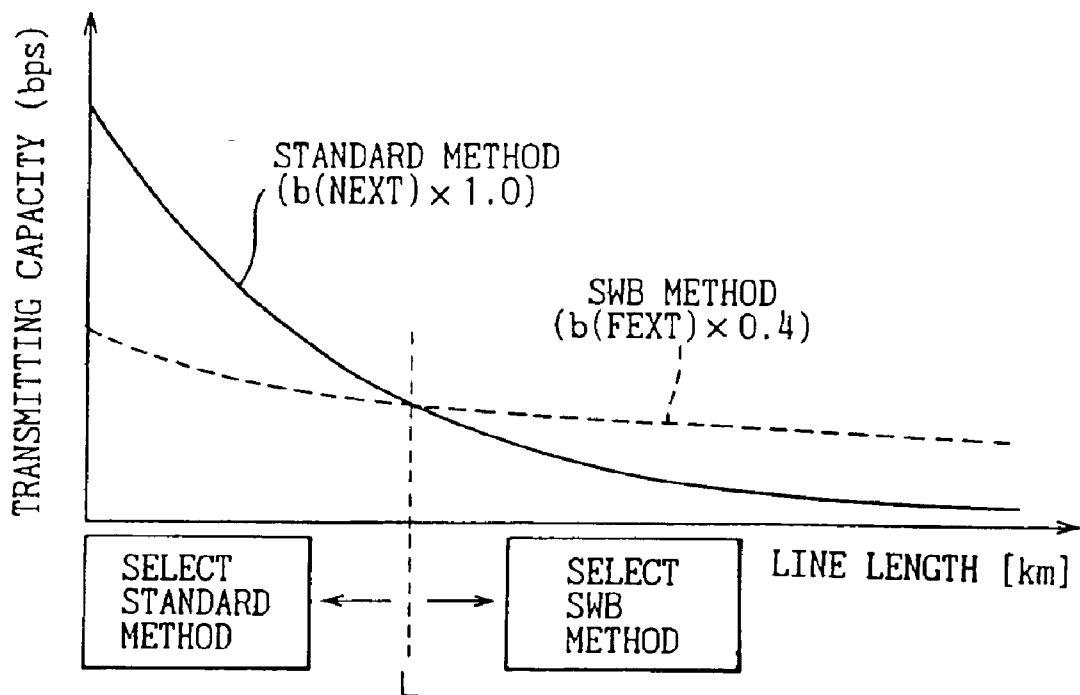 TRANSMITTING CAPACITY (bps)
STANDARD METHOD
(b(NEXT)×1.0)
SWB METHOD
(b(FEXT)×0.4)
LINE LENGTH [km]
SELECT
STANDARD
METHOD
SELECT
SWB
METHOD